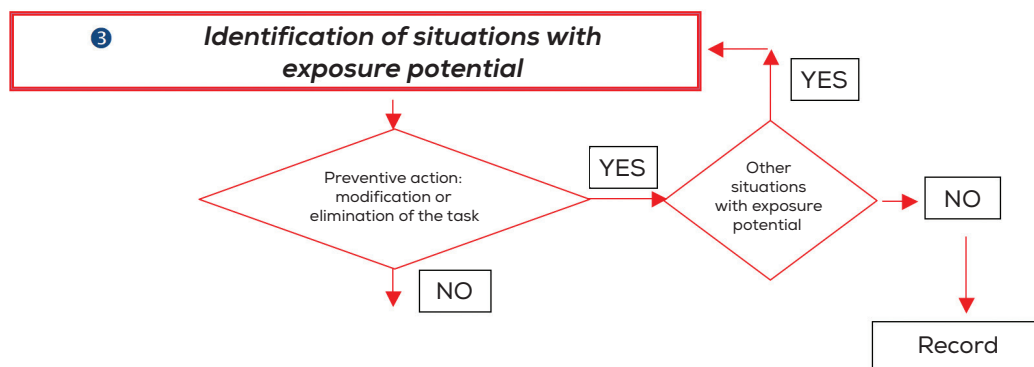 ❸ Identification of situations with
exposure potential
YES
Preventive action:
modification or
elimination of the task
YES
Other
situations
with exposure
potential
NO
NO
Record